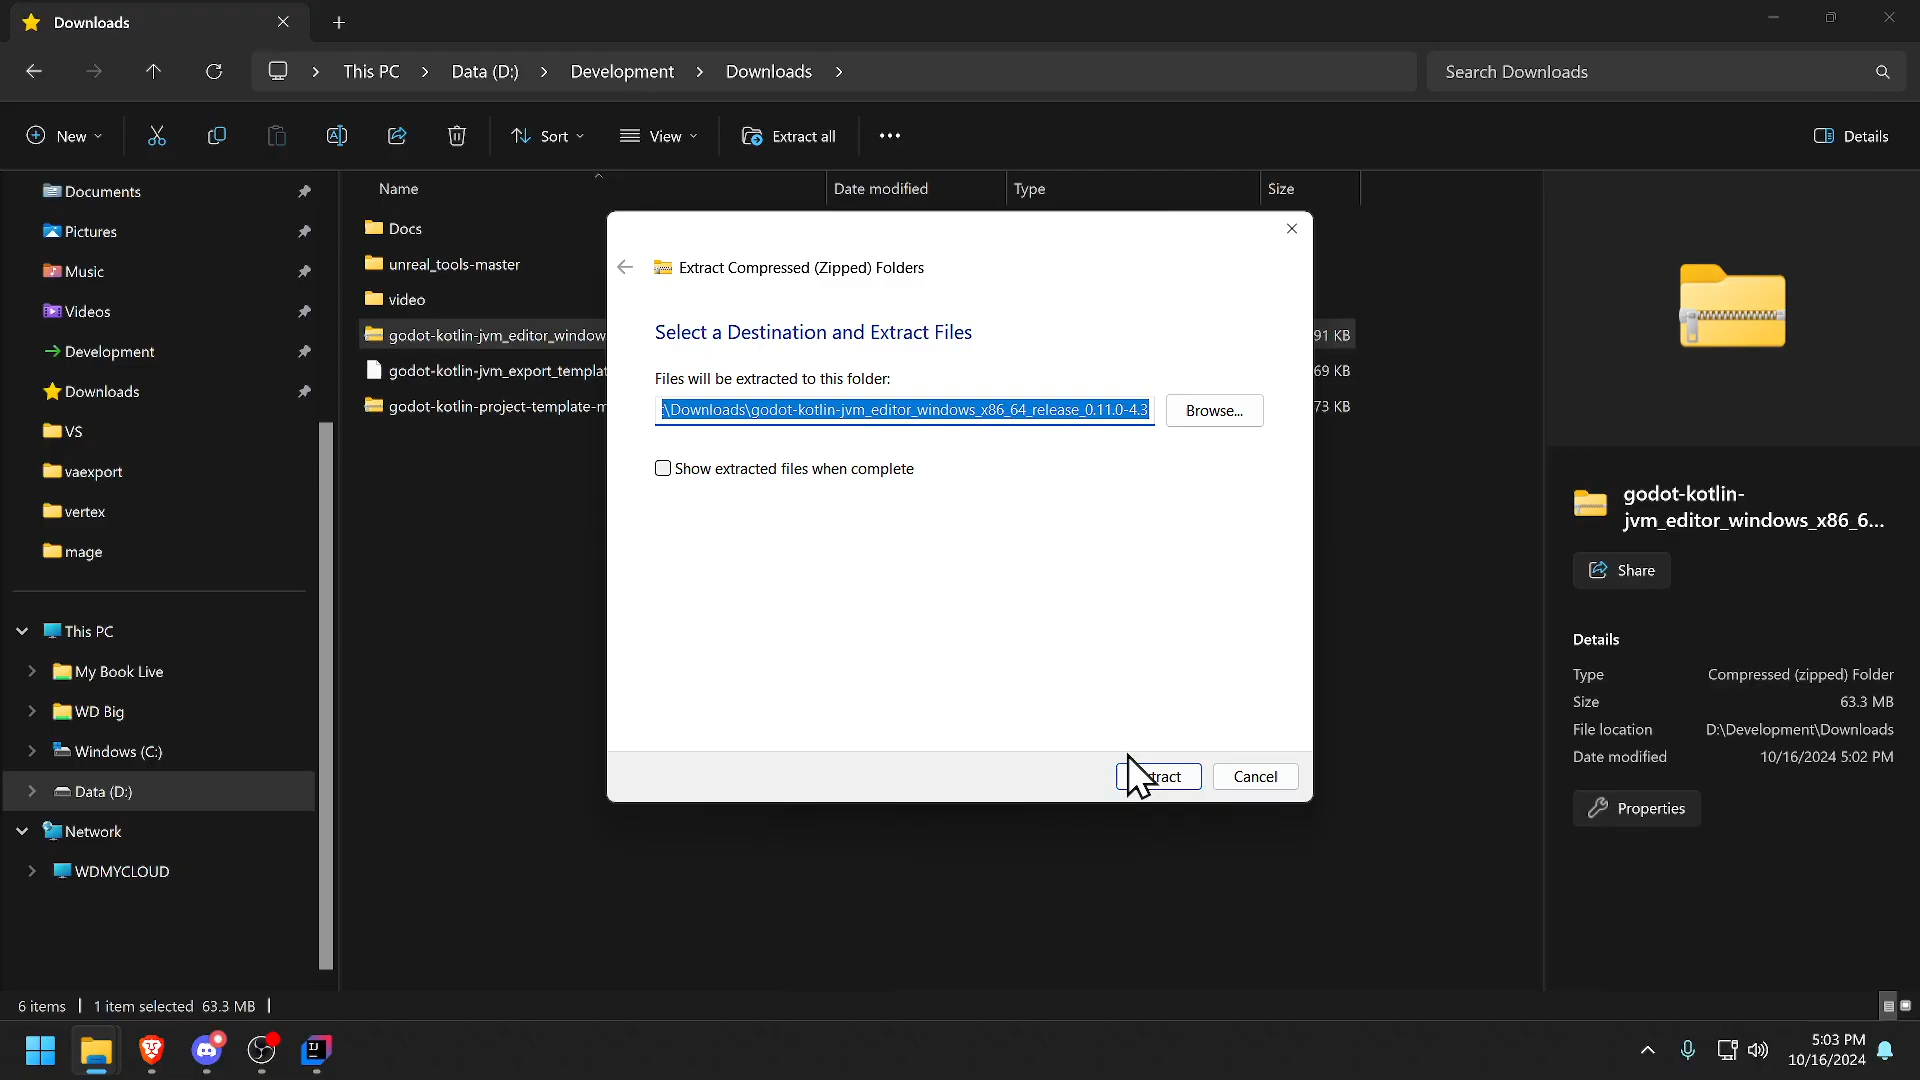 Downloads
This PC
Data (D:)
Development
Downloads
Search Downloads
New
Sort
View
Extract all
Details
Name
Date modified
Type
Size
Documents
Pictures
Music
Videos
Development
Downloads
VS
vaexport
vertex
mage
This PC
My Book Live
WD Big
Windows (C:)
Data (D:)
Network
WDMYCLOUD
Docs
unreal_tools-master
video
godot-kotlin-jvm_editor_window
91 KB
godot-kotlin-jvm_export_templat
69 KB
godot-kotlin-project-template-m
73 KB
Extract Compressed (Zipped) Folders
Select a Destination and Extract Files
Files will be extracted to this folder:
:\Downloads\godot-kotlin-jvm_editor_windows_x86_64_release_0.11.0-4.3
Browse...
Show extracted files when complete
tract
Cancel
godot-kotlin-
jvm_editor_windows_x86_6...
Share
Details
Type Compressed (zipped) Folder
Size 63.3 MB
File location D:\Development\Downloads
Date modified 10/16/2024 5:02 PM
Properties
6 items
1 item selected 63.3 MB
5:03 PM
10/16/2024